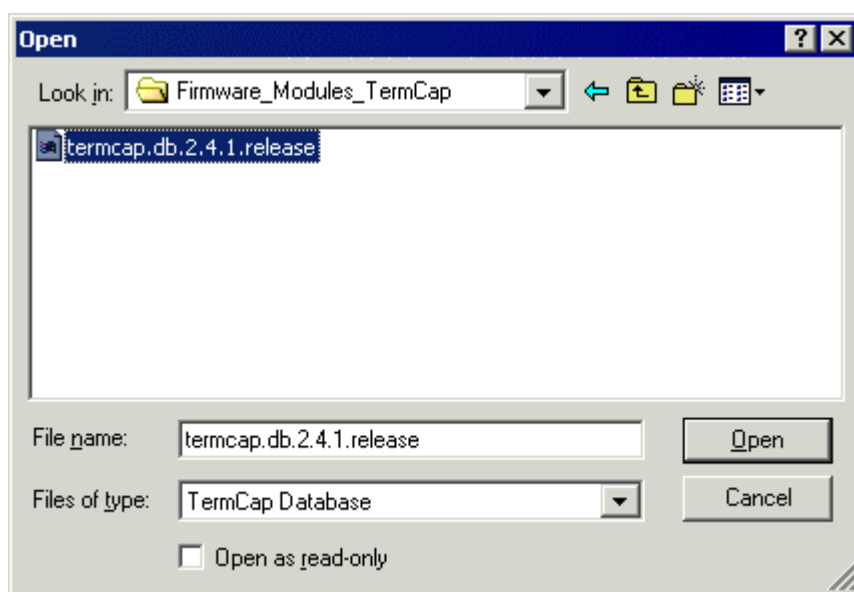 Open
Look in: Firmware_Modules_TermCap
termcap.db.2.4.1.release
File name: termcap.db.2.4.1.release Open
Files of type: TermCap Database Cancel
Open as read-only